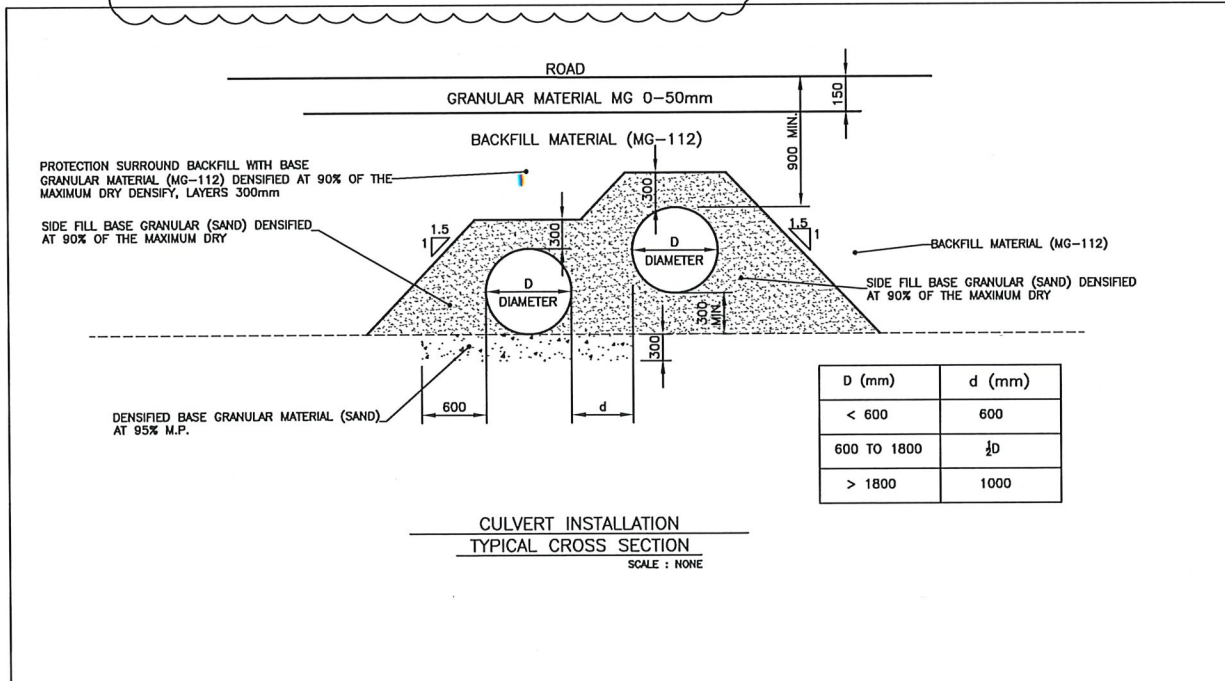 ROAD
GRANULAR MATERIAL MG 0-50mm
150
BACKFILL MATERIAL (MG-112)
900 MIN.
PROTECTION SURROUND BACKFILL WITH BASE
GRANULAR MATERIAL (MG-112) DENSIFIED AT 90% OF THE
MAXIMUM DRY DENSIFY, LAYERS 300mm
SIDE FILL BASE GRANULAR (SAND) DENSIFIED
AT 90% OF THE MAXIMUM DRY
1.5
1
300
300
D
DIAMETER
D
DIAMETER
1.5
1
BACKFILL MATERIAL (MG-112)
SIDE FILL BASE GRANULAR (SAND) DENSIFIED
AT 90% OF THE MAXIMUM DRY
300
MIN.
300
600
d
DENSIFIED BASE GRANULAR MATERIAL (SAND)
AT 95% M.P.
D (mm) d (mm)
< 600 600
600 TO 1800 ½D
> 1800 1000
CULVERT INSTALLATION
TYPICAL CROSS SECTION
SCALE : NONE